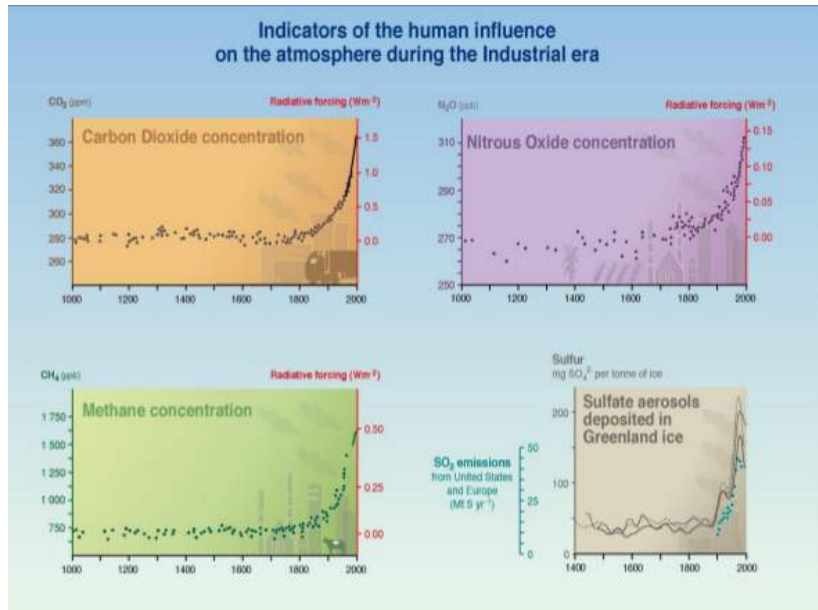 Indicators of the human influence
on the atmosphere during the Industrial era
CO₂ (ppm)
Radiative forcing (Wm⁻²)
Carbon Dioxide concentration
360
340
320
300
280
260
1.5
1.0
0.5
0.0
1000 1200 1400 1600 1800 2000
N₂O (ppb)
Radiative forcing (Wm⁻²)
Nitrous Oxide concentration
310
290
270
250
0.15
0.10
0.05
0.00
1000 1200 1400 1600 1800 2000
CH₄ (ppb)
Radiative forcing (Wm⁻²)
Methane concentration
1 750
1 500
1 250
1 000
750
0.50
0.25
0.00
1000 1200 1400 1600 1800 2000
Sulfur
mg SO₄²⁻ per tonne of ice
Sulfate aerosols
deposited in
Greenland ice
200
100
0
SO₂ emissions
from United States
and Europe
(Mt S yr⁻¹)
50
25
0
1400 1600 1800 2000